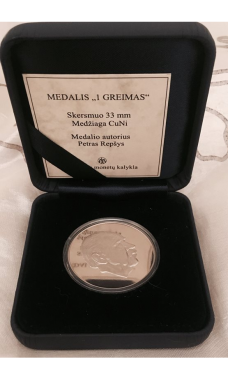 MEDALIS „1 GREIMAS“
Skersmuo 33 mm
Medžiaga CuNi
Medalio autorius
Petras Repšys
monetų kalykla